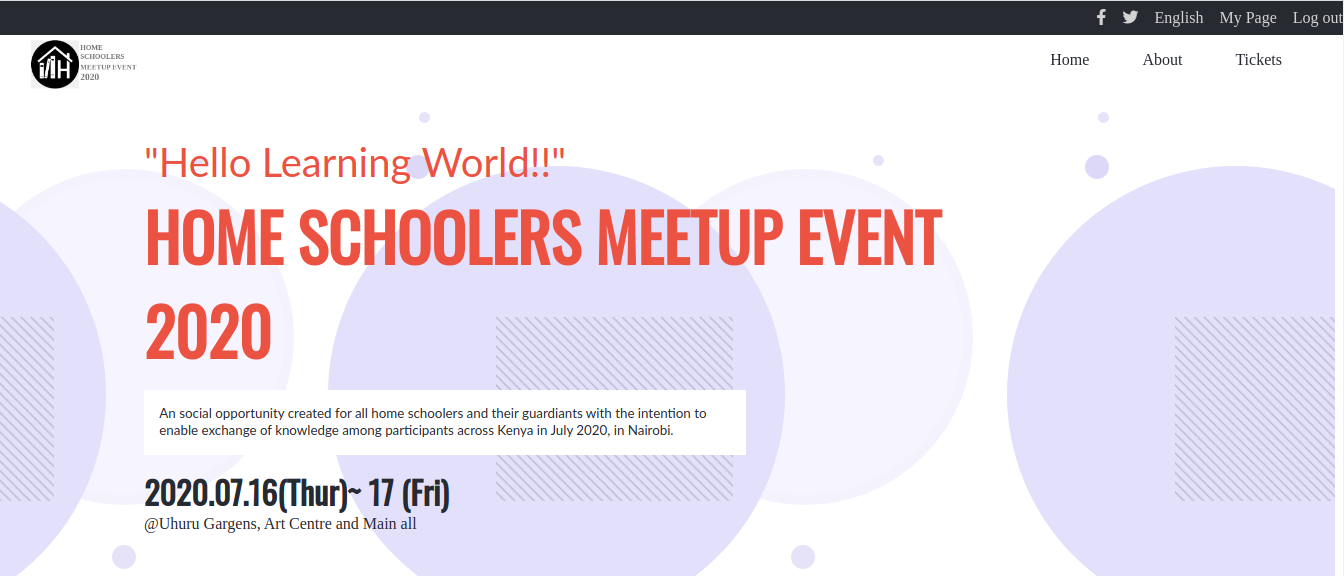 English My Page Log out
HOME
SCHOOLERS
MEETUP EVENT
2020
Home About Tickets
"Hello Learning World!!"
HOME SCHOOLERS MEETUP EVENT
2020
An social opportunity created for all home schoolers and their guardiants with the intention to
enable exchange of knowledge among participants across Kenya in July 2020, in Nairobi.
2020.07.16(Thur)~ 17 (Fri)
@Uhuru Gargens, Art Centre and Main all